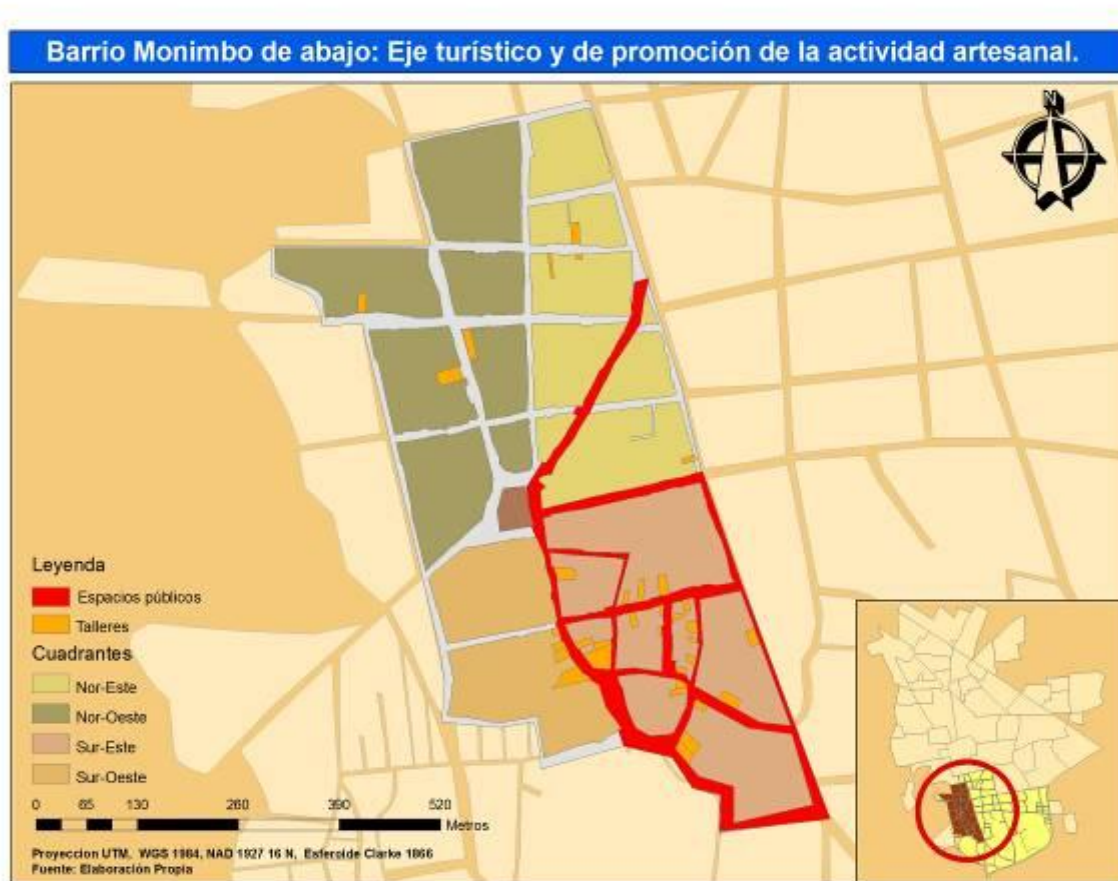 Barrio Monimbo de abajo: Eje turístico y de promoción de la actividad artesanal.
N
Leyenda
Espacios públicos
Talleres
Cuadrantes
Nor-Este
Nor-Oeste
Sur-Este
Sur-Oeste
0 65 130 260 390 520
Metros
Proyeccion UTM, WGS 1984, NAD 1927 16 N, Esferoide Clarke 1866
Fuente: Elaboración Propia